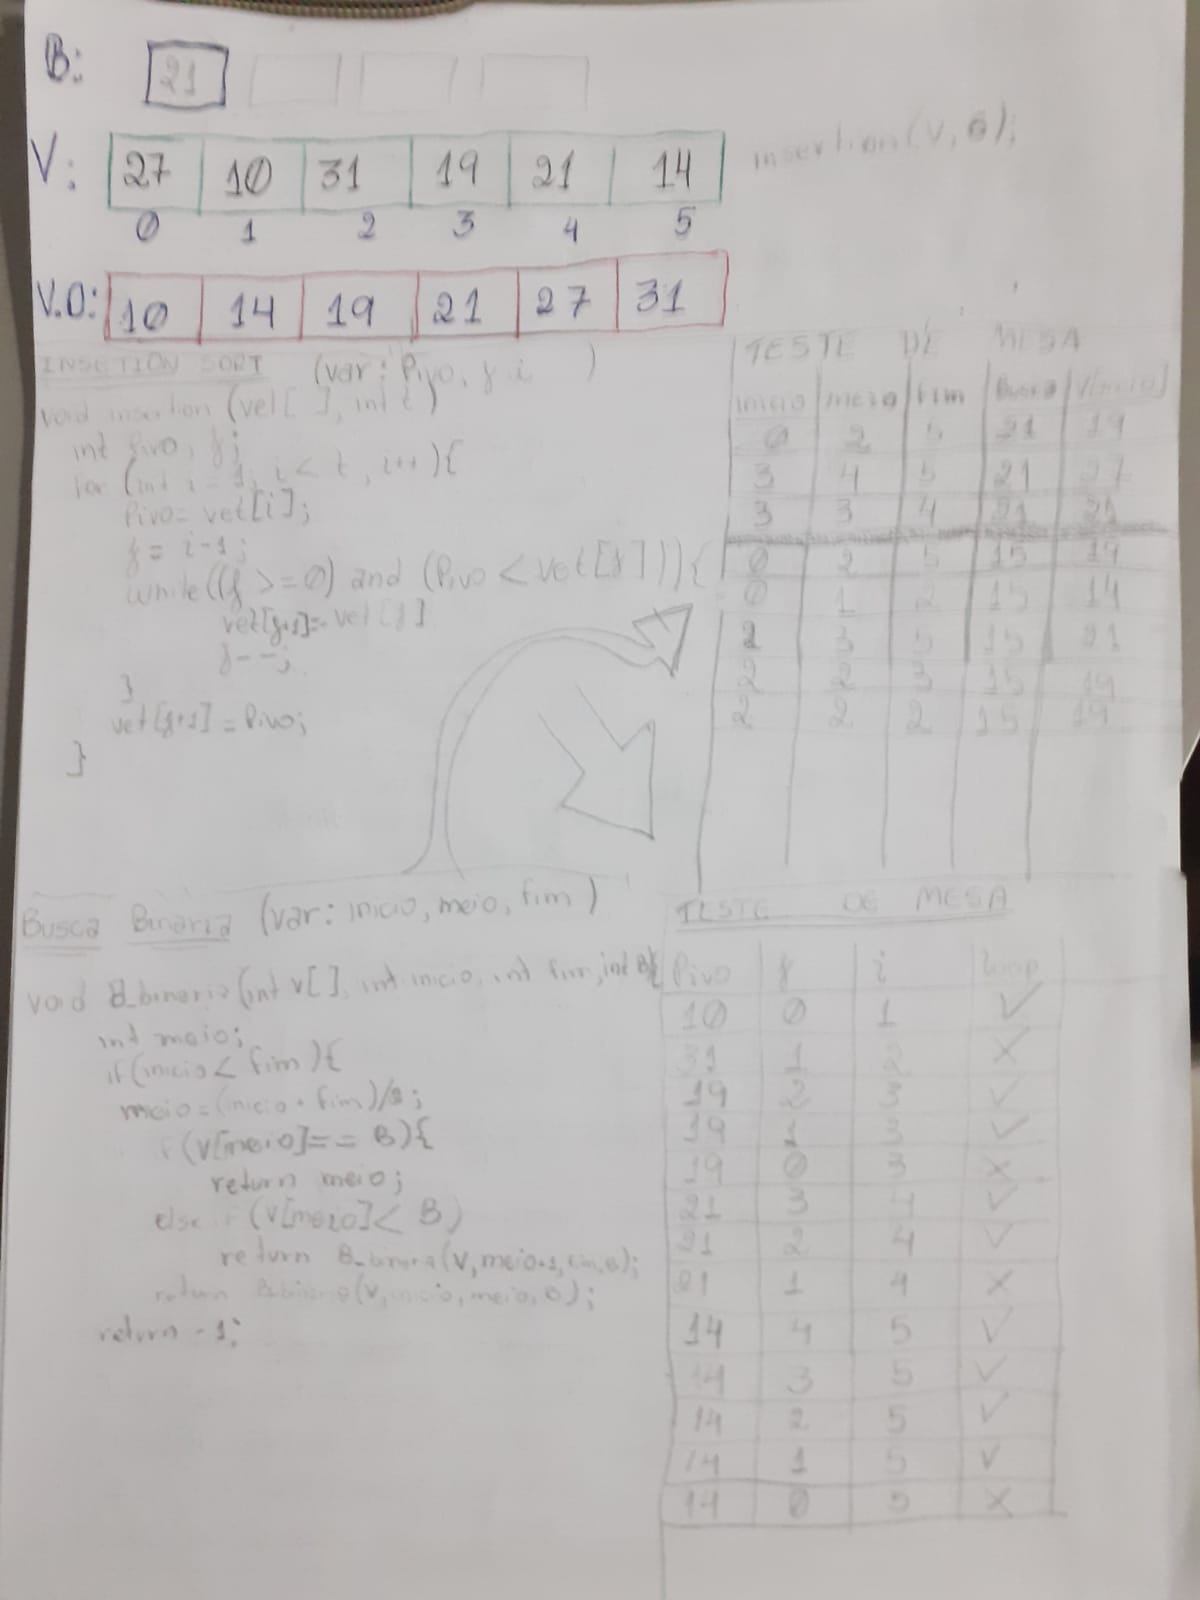 B: 21
V: 27 10 31 19 21 14
0 1 2 3 4 5
insertion(V, 6);
V.O: 10 14 19 21 27 31
INSETION SORT (var: Pivo, j i )
void insertion (vet[ ], int t)
int pivo, j;
for (int i = 1, i < t, i++){
Pivo= vet[i];
j = i-1;
while((j >=0) and (Pivo < vet[j])){
vet[j+1]= vet[j]
j--;
}
vet[j+1] = Pivo;
}
TESTE DE MESA
inicio meio fim Busca V[meio]
0 2 5 21 19
3 4 5 21 27
3 3 4 21 21
0 2 5 15 19
0 1 2 15 14
2 3 5 15 21
2 2 3 15 19
2 2 2 15 19
Busca Binaria (var: inicio, meio, fim)
void B_binaria(int v[], int inicio, int fim, int B){
int meio;
if(inicio < fim){
meio=(inicio + fim)/2;
if(v[meio]== B){
return meio;
else if (v[meio]< B)
return B_binaria(v, meio+1, fim, B);
return B_binaria(v, inicio, meio, B);
return -1;
TESTE DE MESA
Pivo j i Loop
10 0 1 ✓
31 1 2 X
19 2 3 ✓
19 1 3 ✓
19 0 3 X
21 3 4 ✓
21 2 4 ✓
21 1 4 X
14 4 5 ✓
14 3 5 ✓
14 2 5 ✓
14 1 5 ✓
14 0 5 X